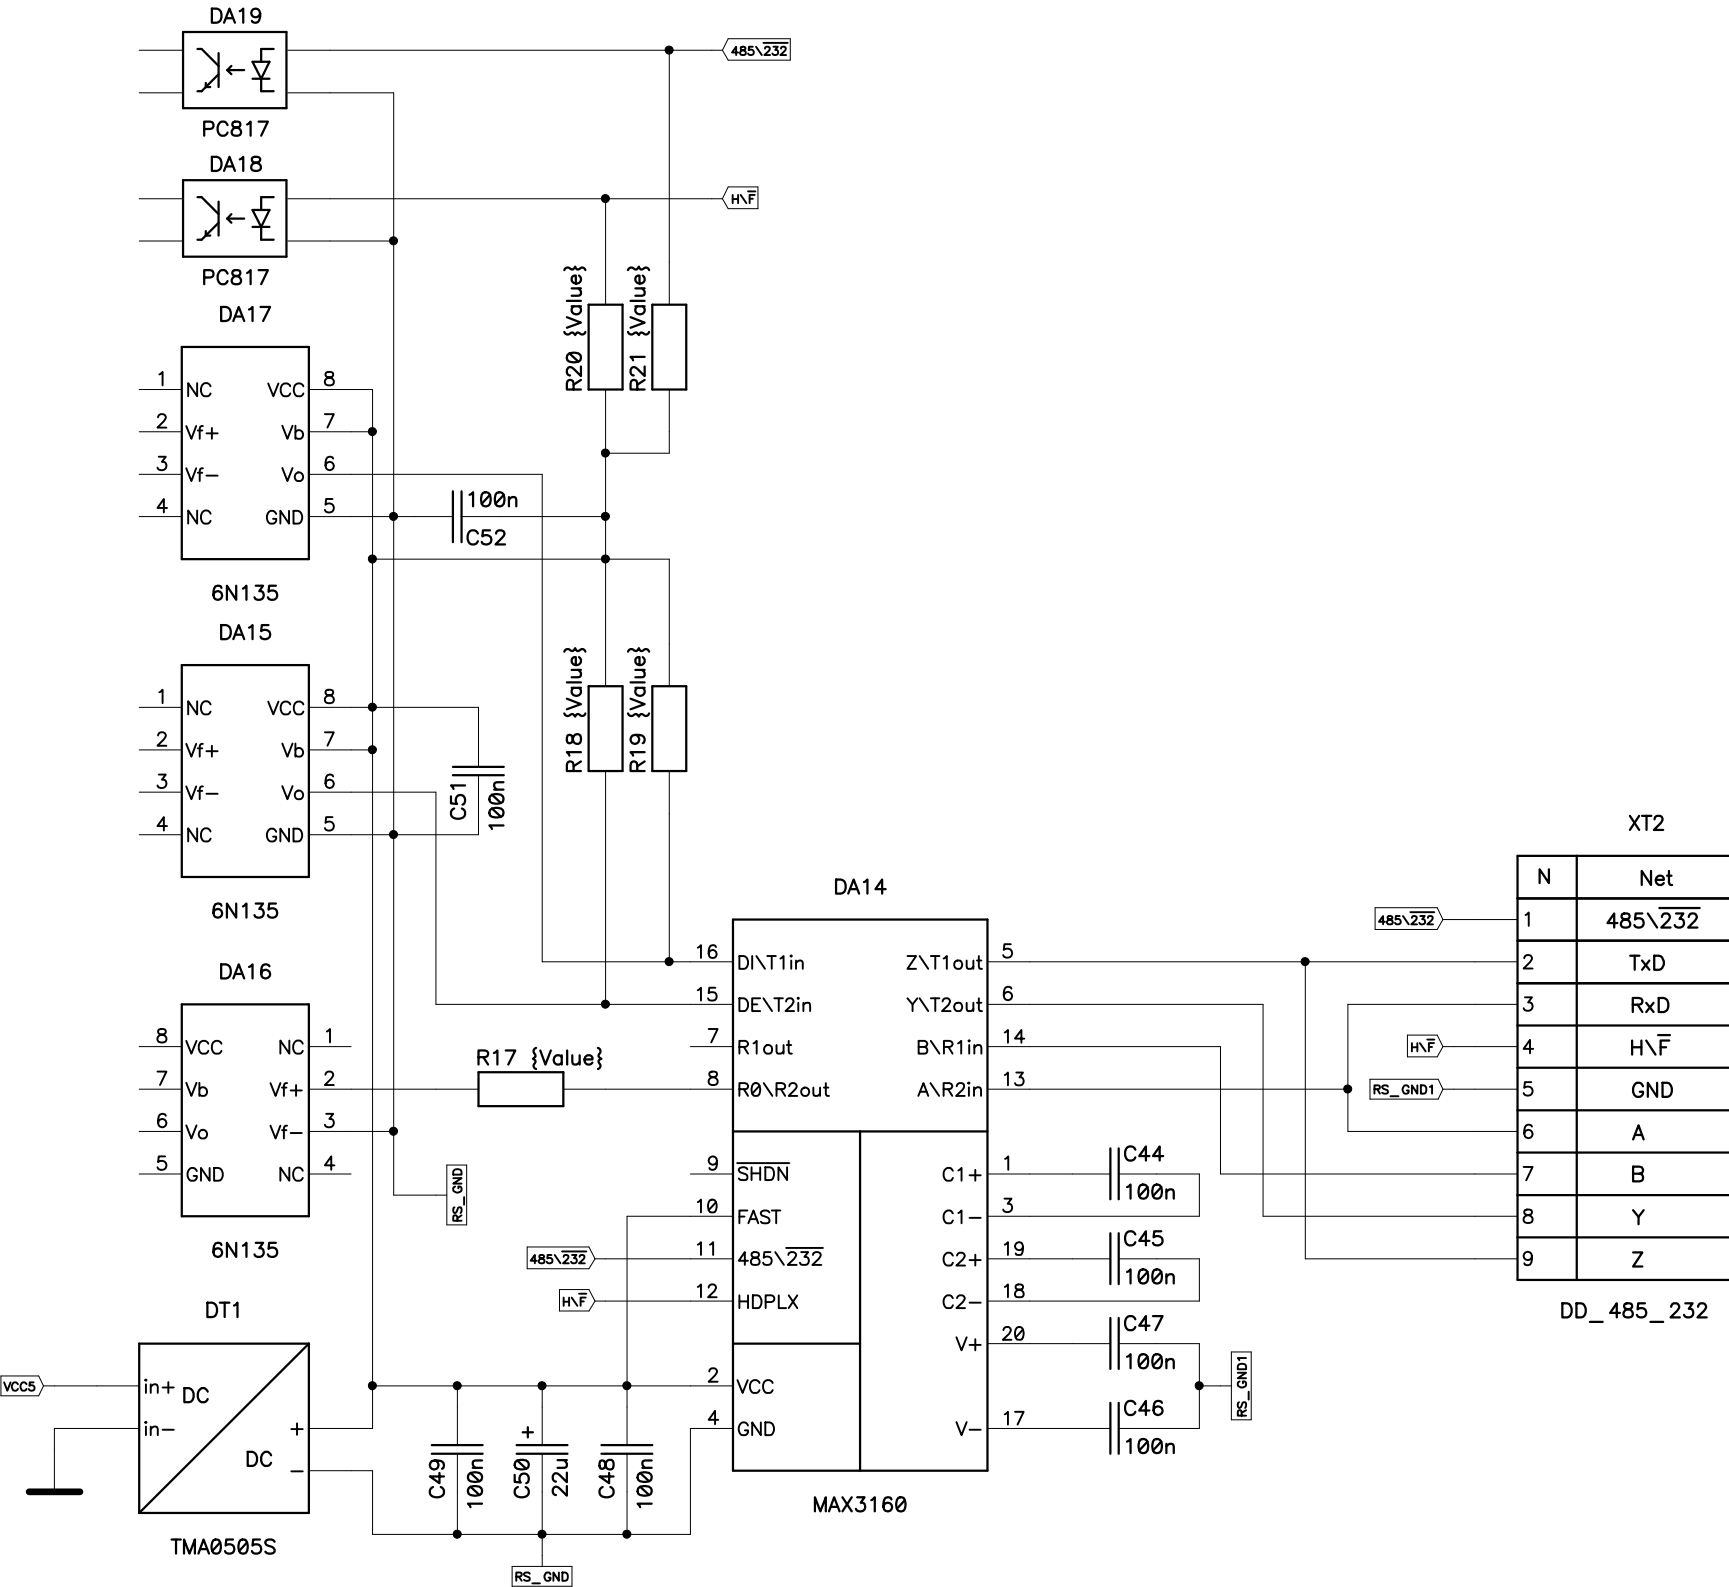 DA19
485\232
PC817
DA18
H\F
PC817
DA17
R20 {Value}
R21 {Value}
1 NC VCC 8
2 Vf+ Vb 7
3 Vf- Vo 6
4 NC GND 5
100n
C52
6N135
DA15
R18 {Value}
R19 {Value}
1 NC VCC 8
2 Vf+ Vb 7
3 Vf- Vo 6
4 NC GND 5
C51
100n
6N135
XT2
DA14
N Net
485\232 1 485\232
2 TxD
3 RxD
H\F 4 H\F
RS_GND1 5 GND
6 A
7 B
8 Y
9 Z
DD_485_232
16 DI\T1in Z\T1out 5
15 DE\T2in Y\T2out 6
7 R1out B\R1in 14
8 R0\R2out A\R2in 13
9 SHDN C1+ 1
10 FAST C1- 3
485\232 11 485\232 C2+ 19
H\F 12 HDPLX C2- 18
V+ 20
2 VCC
4 GND V- 17
MAX3160
C44
100n
C45
100n
C47
100n
C46
100n
RS_GND1
DA16
8 VCC NC 1
7 Vb Vf+ 2
6 Vo Vf- 3
5 GND NC 4
R17 {Value}
RS_GND
6N135
DT1
VCC5
in+ DC
in- +
DC -
TMA0505S
C49
100n
+
C50
22u
C48
100n
RS_GND